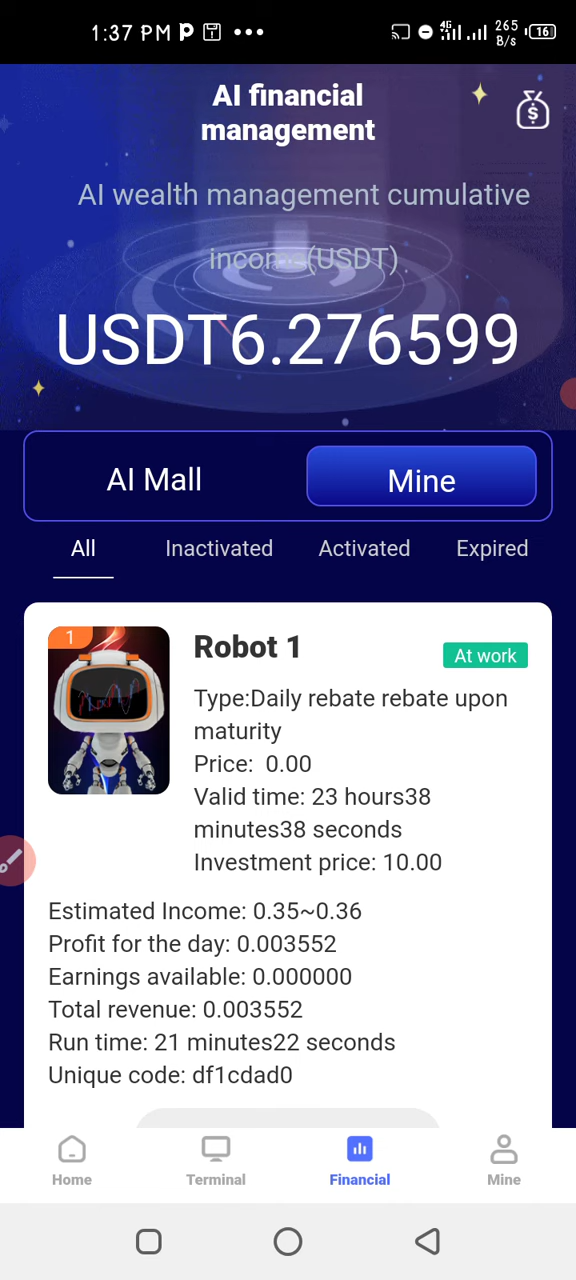 1:37 PM
4G
265
B/s
16
AI financial
management
AI wealth management cumulative
income(USDT)
USDT6.276599
AI Mall
Mine
All
Inactivated
Activated
Expired
1
Robot 1
At work
Type:Daily rebate rebate upon
maturity
Price: 0.00
Valid time: 23 hours38
minutes38 seconds
Investment price: 10.00
Estimated Income: 0.35~0.36
Profit for the day: 0.003552
Earnings available: 0.000000
Total revenue: 0.003552
Run time: 21 minutes22 seconds
Unique code: df1cdad0
Home
Terminal
Financial
Mine